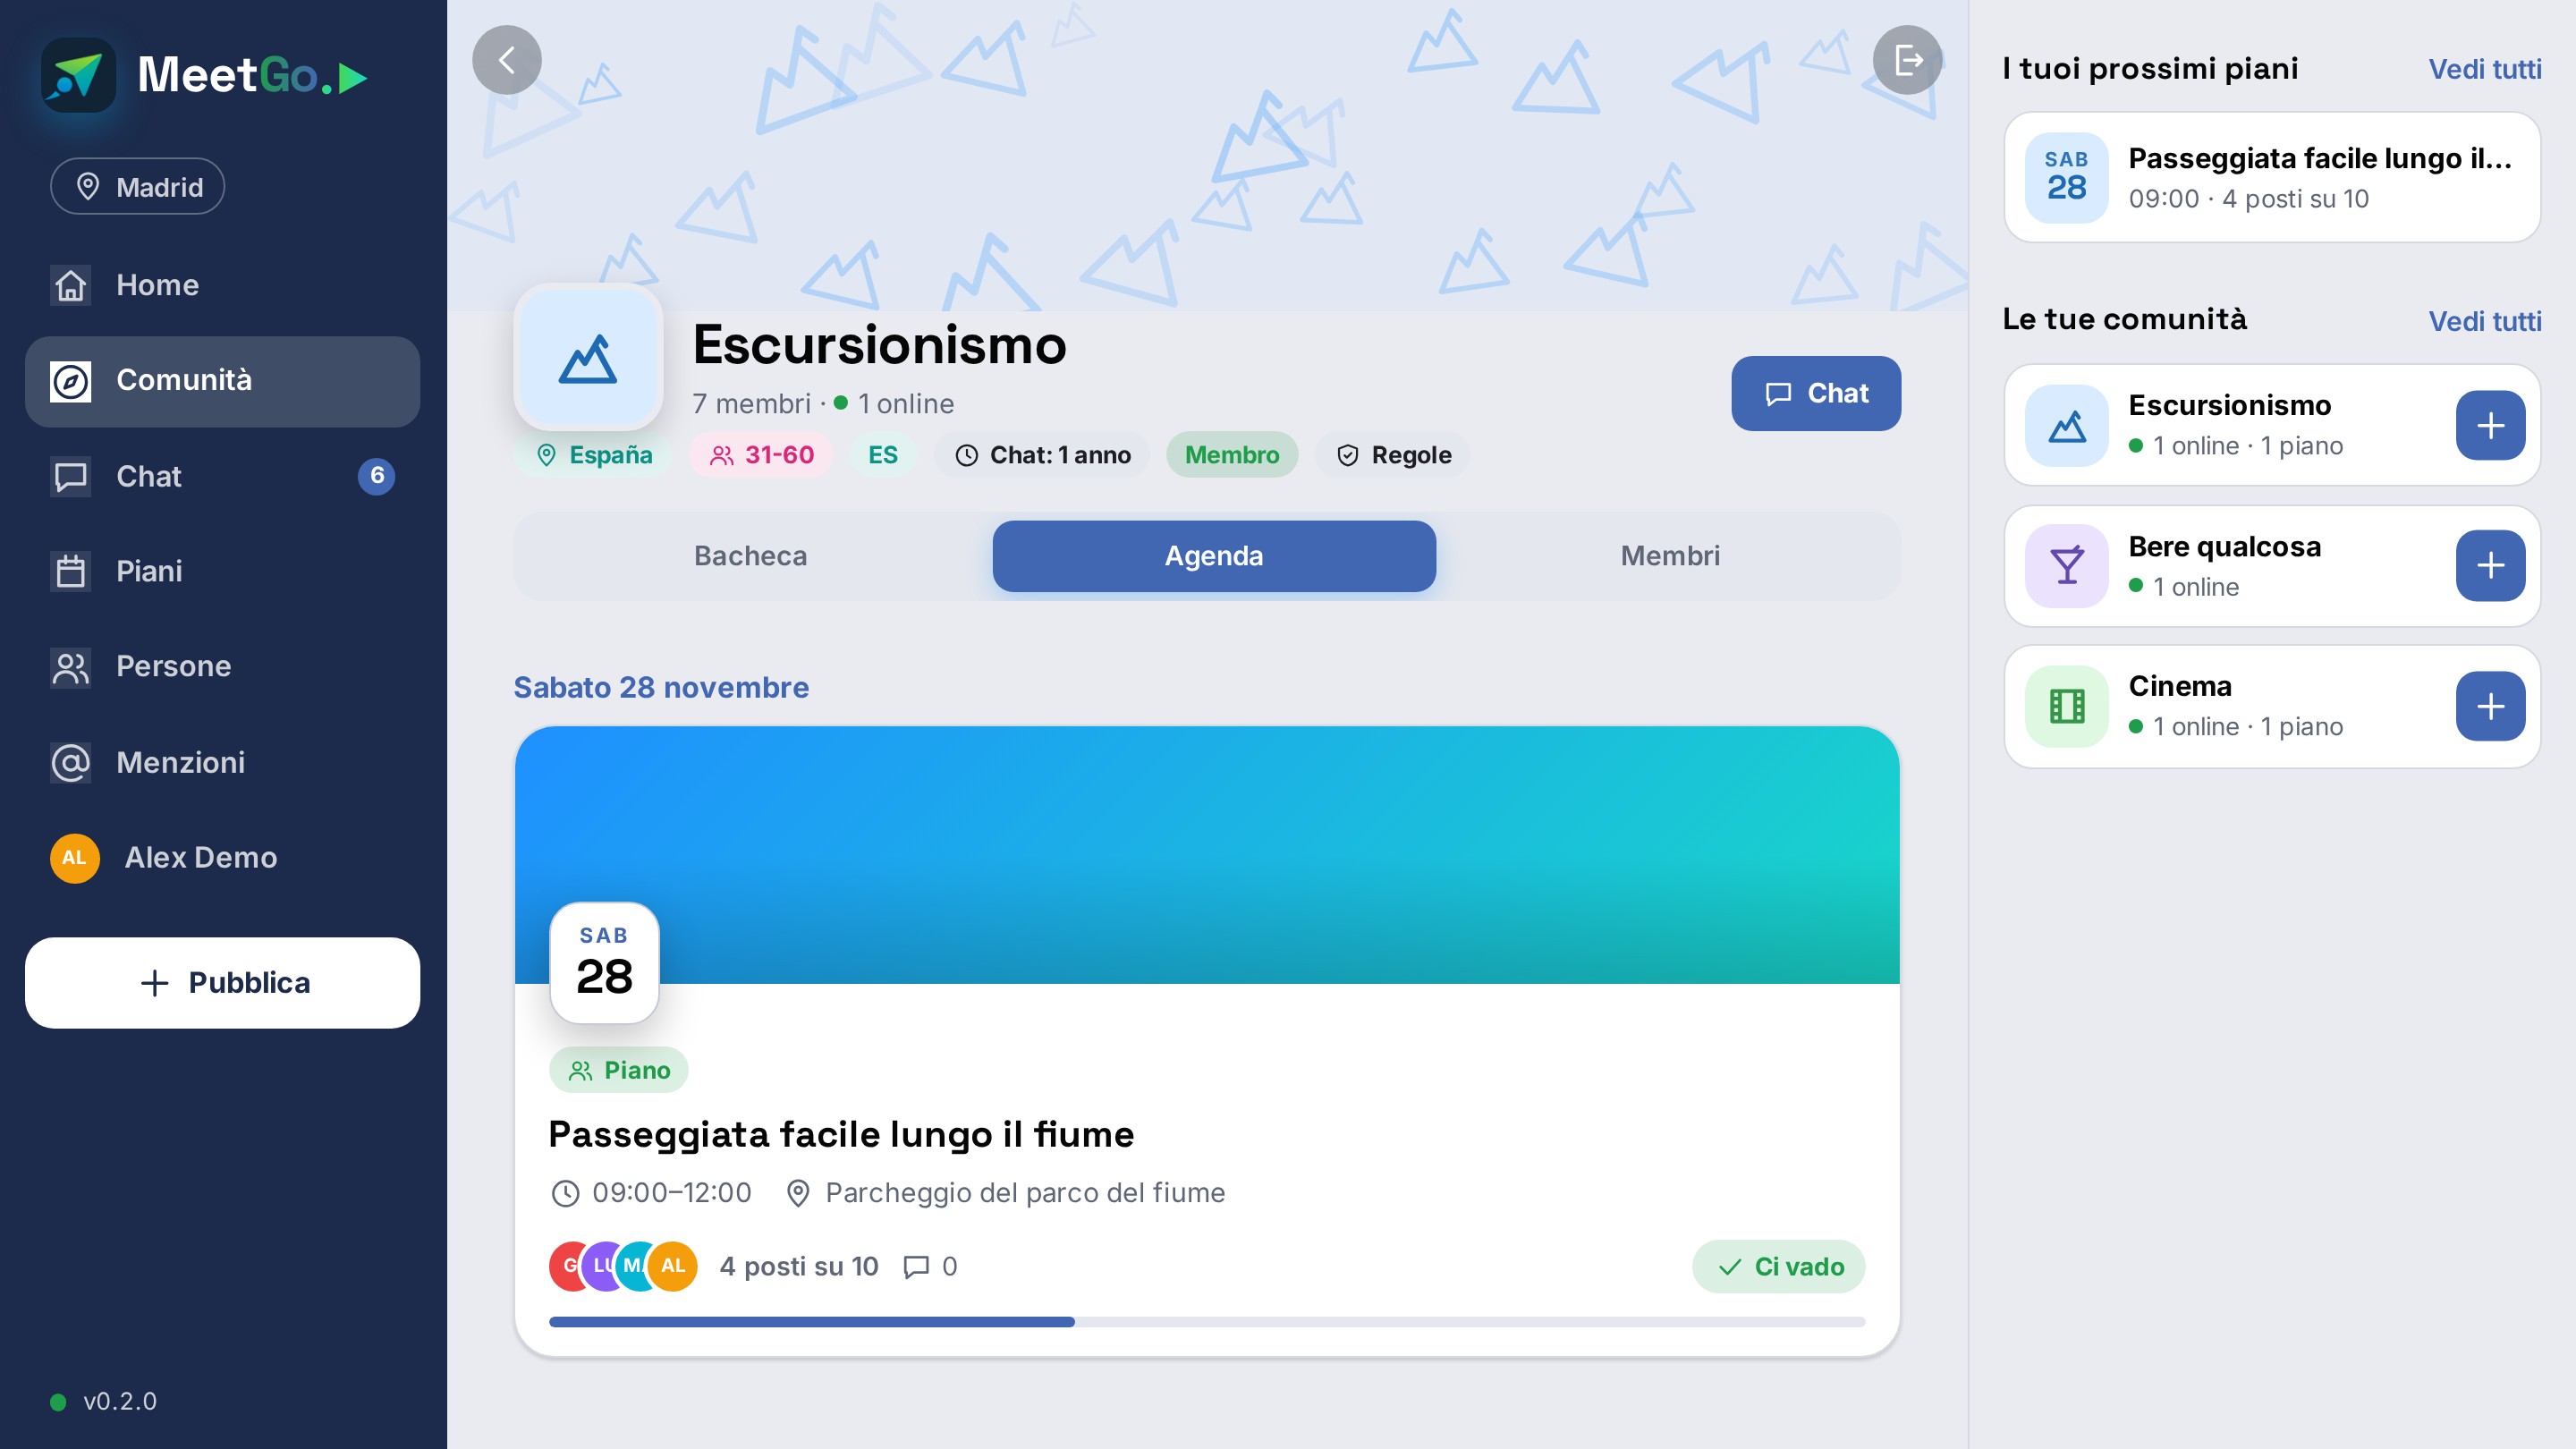 MeetGo.
Madrid
Home
Comunità
Chat 6
Piani
Persone
Menzioni
AL Alex Demo
Pubblica
v0.2.0
Escursionismo
7 membri · 1 online
Chat
España 31-60 ES Chat: 1 anno Membro Regole
Bacheca Agenda Membri
Sabato 28 novembre
SAB
28
Piano
Passeggiata facile lungo il fiume
09:00–12:00 Parcheggio del parco del fiume
AL 4 posti su 10 0 Ci vado
I tuoi prossimi piani Vedi tutti
SAB
28
Passeggiata facile lungo il...
09:00 · 4 posti su 10
Le tue comunità Vedi tutti
Escursionismo
1 online · 1 piano
Bere qualcosa
1 online
Cinema
1 online · 1 piano